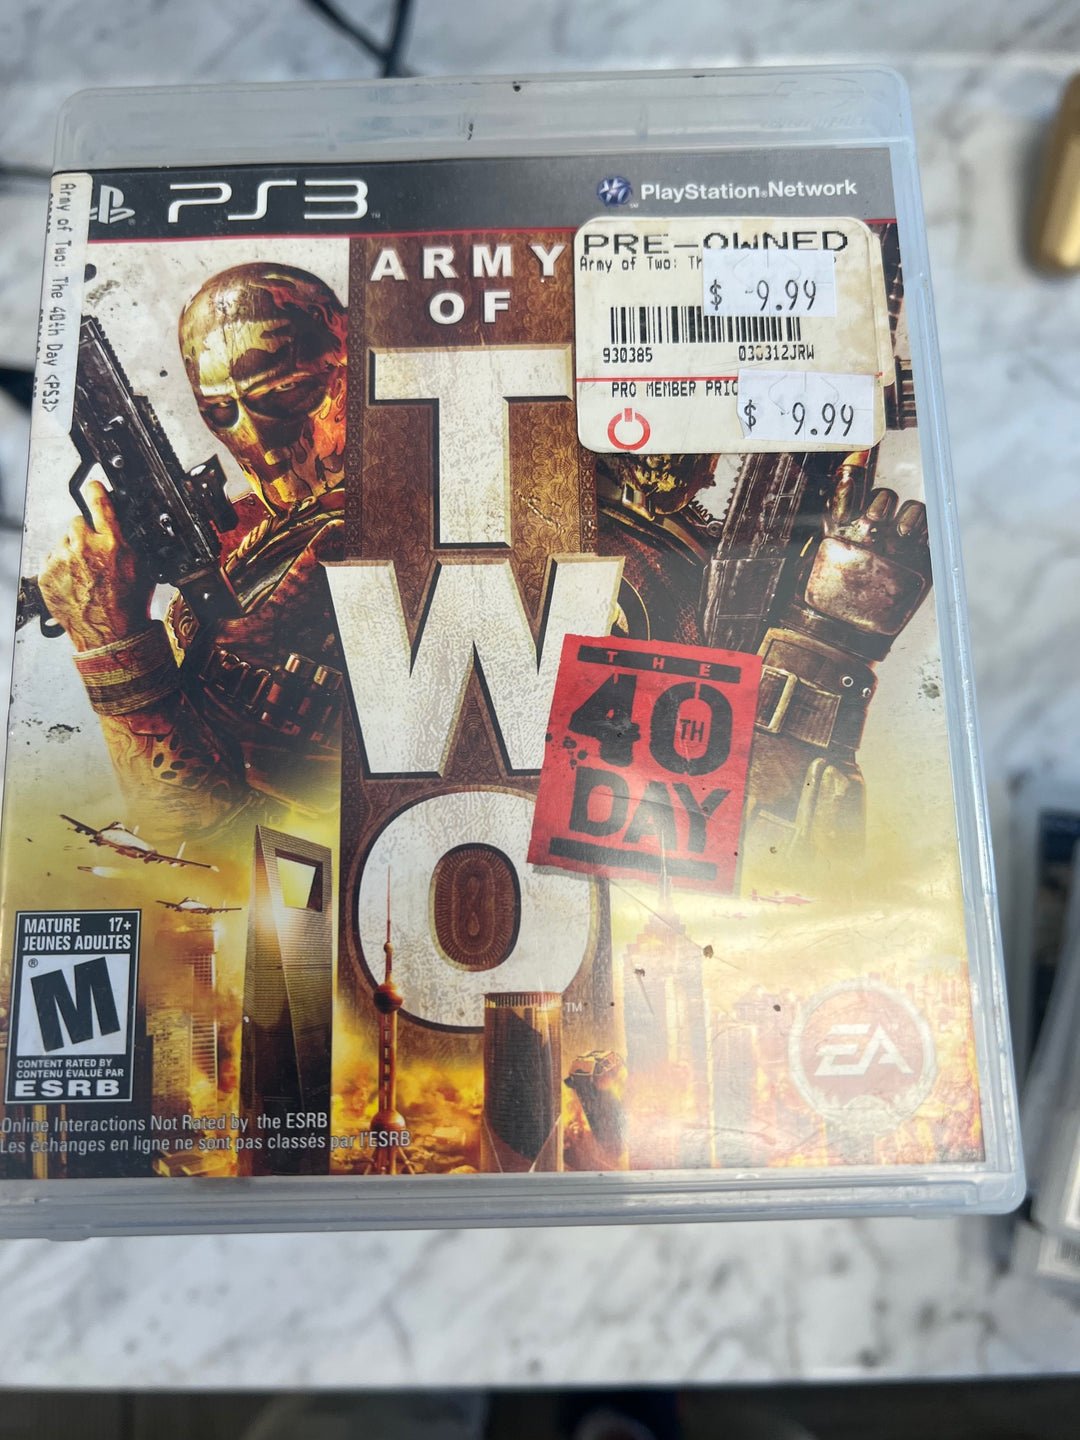 PS3
PlayStation®Network
Army of Two: The 40th Day <PS3>
ARMY
OF
TWO
™
THE
40TH
DAY
PRE-OWNED
Army of Two: Th
$ 9.99
930385 033312JRW
PRO MEMBER PRIC
$ 9.99
MATURE 17+
JEUNES ADULTES
M
®
CONTENT RATED BY
CONTENU ÉVALUÉ PAR
ESRB
EA
Online Interactions Not Rated by the ESRB
Les échanges en ligne ne sont pas classés par l'ESRB